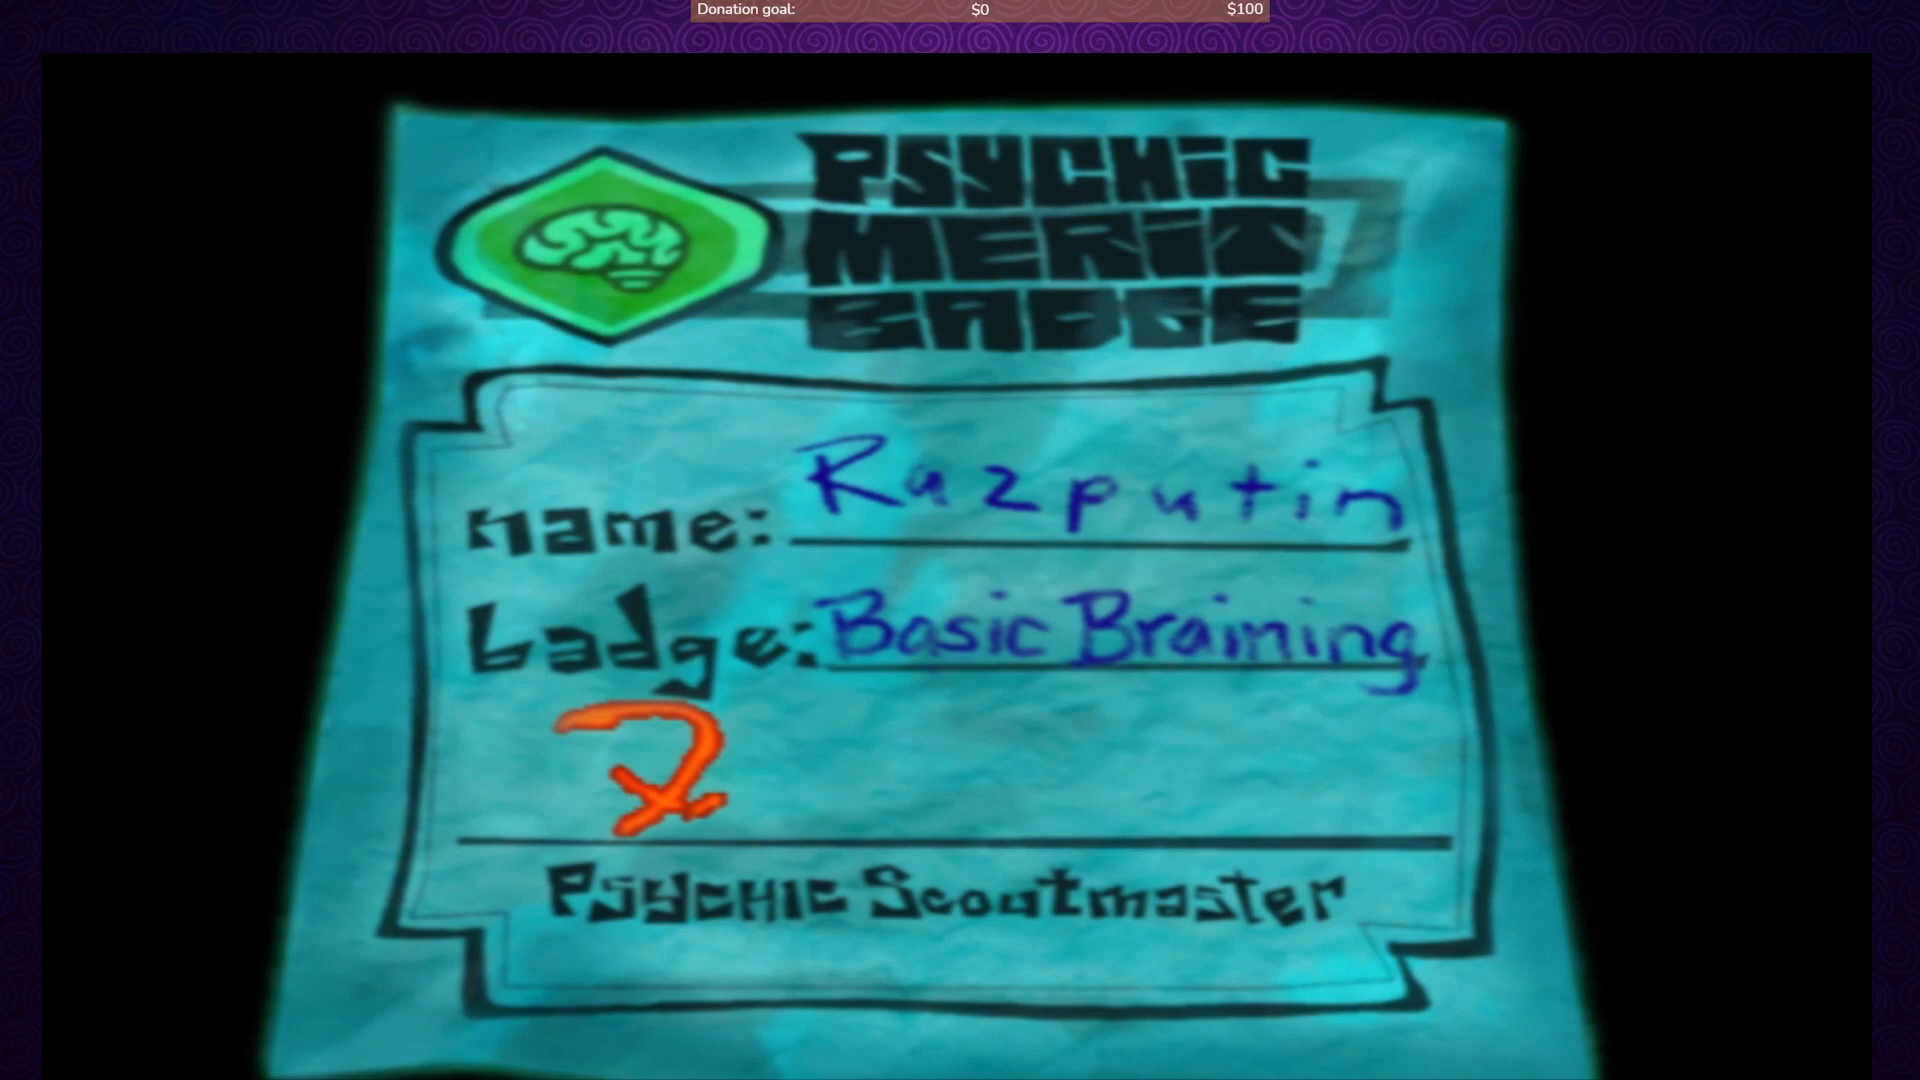 Donation goal: $0 $100
PSYCHiC
MERiT
BADGE
name: Razputin
badge: Basic Braining
Psychic Scoutmaster